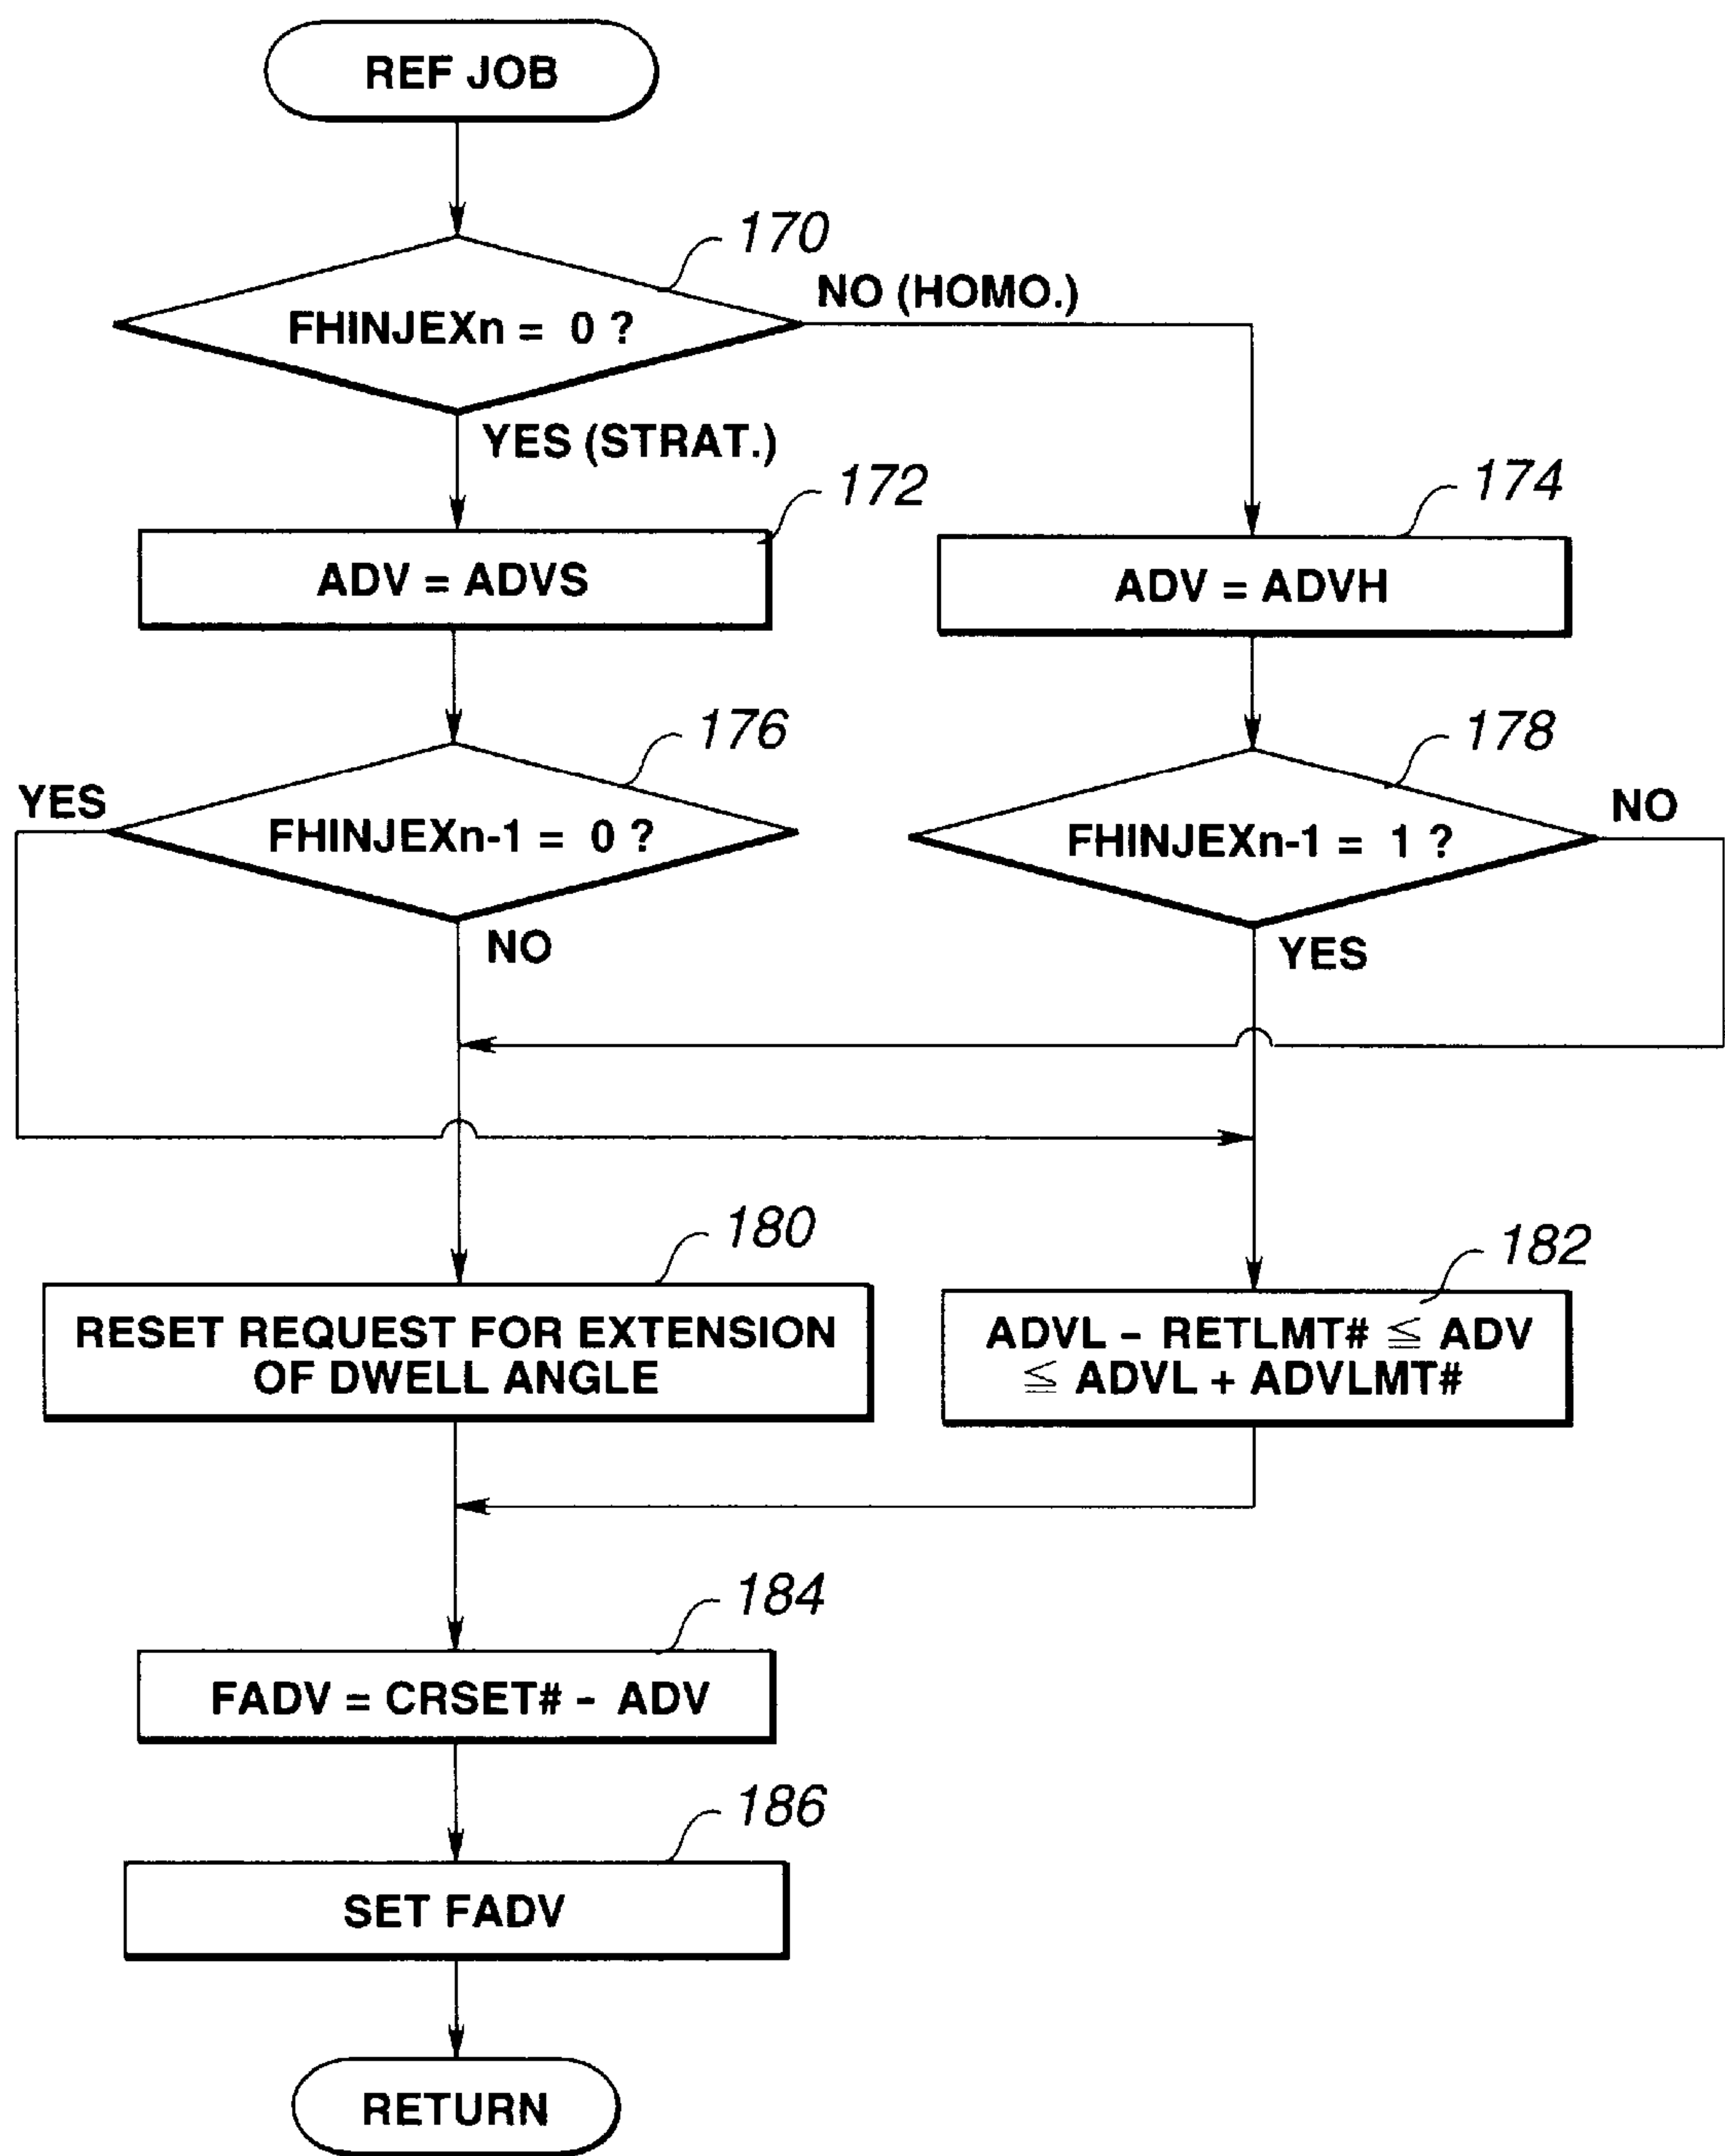 REF JOB
170
NO (HOMO.)
FHINJEXn = 0 ?
YES (STRAT.)
172
174
ADV = ADVS
ADV = ADVH
176
178
YES
NO
FHINJEXn-1 = 0 ?
FHINJEXn-1 = 1 ?
NO
YES
180
182
RESET REQUEST FOR EXTENSION
OF DWELL ANGLE
ADVL – RETLMT# ≦ ADV
≦ ADVL + ADVLMT#
184
FADV = CRSET# - ADV
186
SET FADV
RETURN